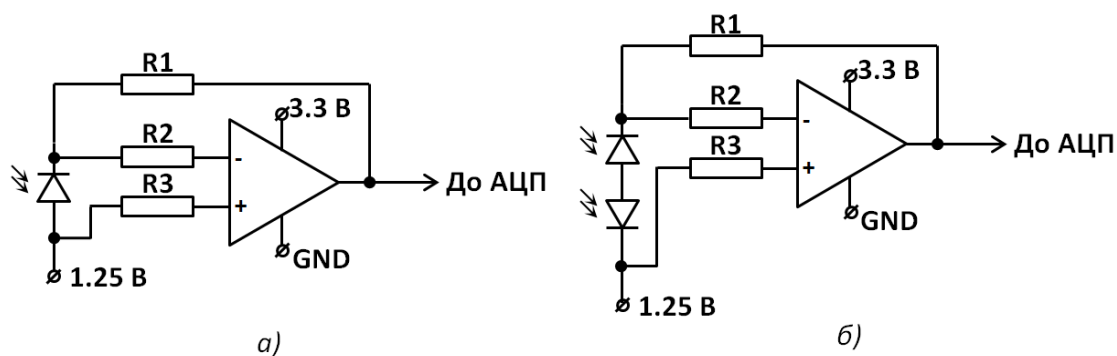 R1
3.3 В
R2
-
R3
+
До АЦП
GND
1.25 В
а)
R1
3.3 В
R2
-
R3
+
До АЦП
GND
1.25 В
б)